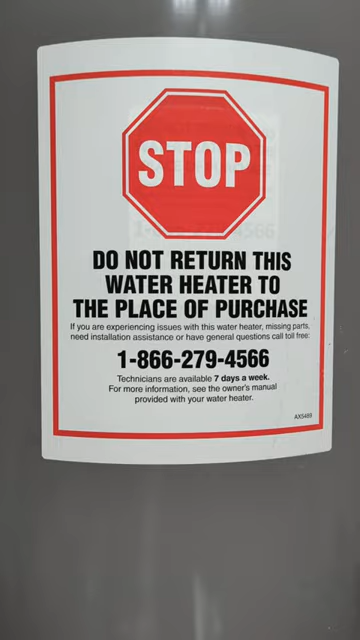 STOP
DO NOT RETURN THIS
WATER HEATER TO
THE PLACE OF PURCHASE
If you are experiencing issues with this water heater, missing parts,
need installation assistance or have general questions call toll free:
1-866-279-4566
Technicians are available 7 days a week.
For more information, see the owner's manual
provided with your water heater.
AX5469